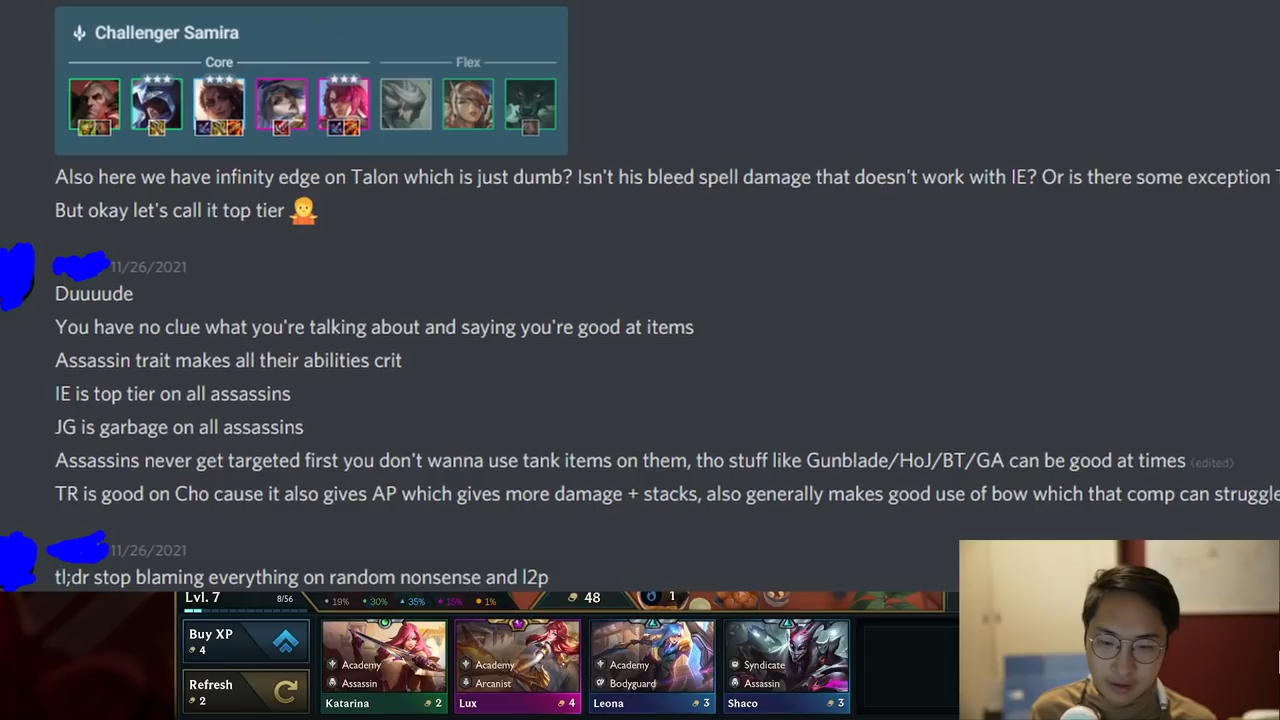 Challenger Samira
Core
Flex
Also here we have infinity edge on Talon which is just dumb? Isn't his bleed spell damage that doesn't work with IE? Or is there some exception
But okay let's call it top tier
11/26/2021
Duuuude
You have no clue what you're talking about and saying you're good at items
Assassin trait makes all their abilities crit
IE is top tier on all assassins
JG is garbage on all assassins
Assassins never get targeted first you don't wanna use tank items on them, tho stuff like Gunblade/HoJ/BT/GA can be good at times (edited)
TR is good on Cho cause it also gives AP which gives more damage + stacks, also generally makes good use of bow which that comp can struggle
11/26/2021
tl;dr stop blaming everything on random nonsense and l2p
Lvl. 7 8/56 19% 30% 35% 15% 1% 48 1
Buy XP
4
Refresh
2
Academy
Assassin
Katarina 2
Academy
Arcanist
Lux 4
Academy
Bodyguard
Leona 3
Syndicate
Assassin
Shaco 3